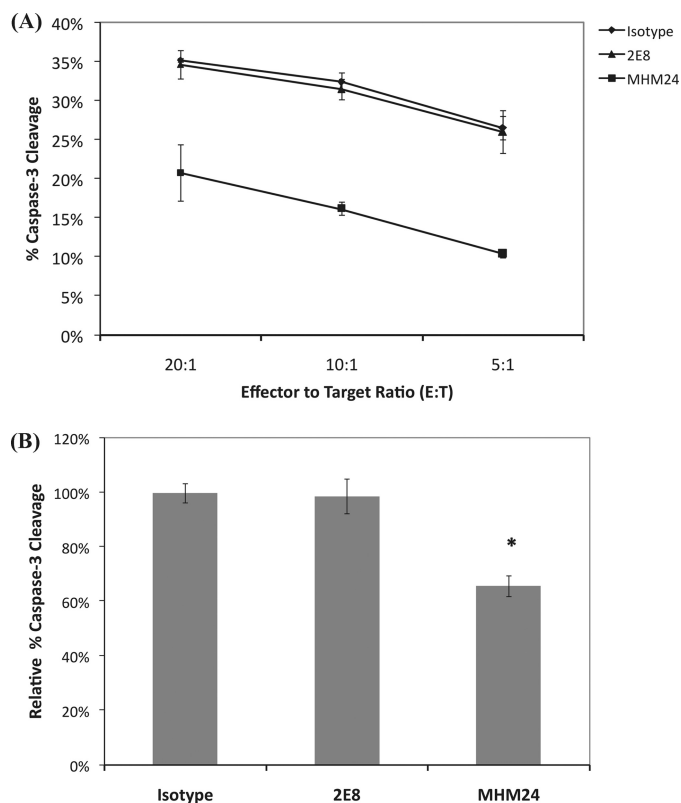 (A)
40%
35%
30%
25%
20%
15%
10%
5%
0%
% Caspase-3 Cleavage
20:1 10:1 5:1
Effector to Target Ratio (E:T)
Isotype
2E8
MHM24
(B)
120%
100%
80%
60%
40%
20%
0%
Relative % Caspase-3 Cleavage
*
Isotype 2E8 MHM24